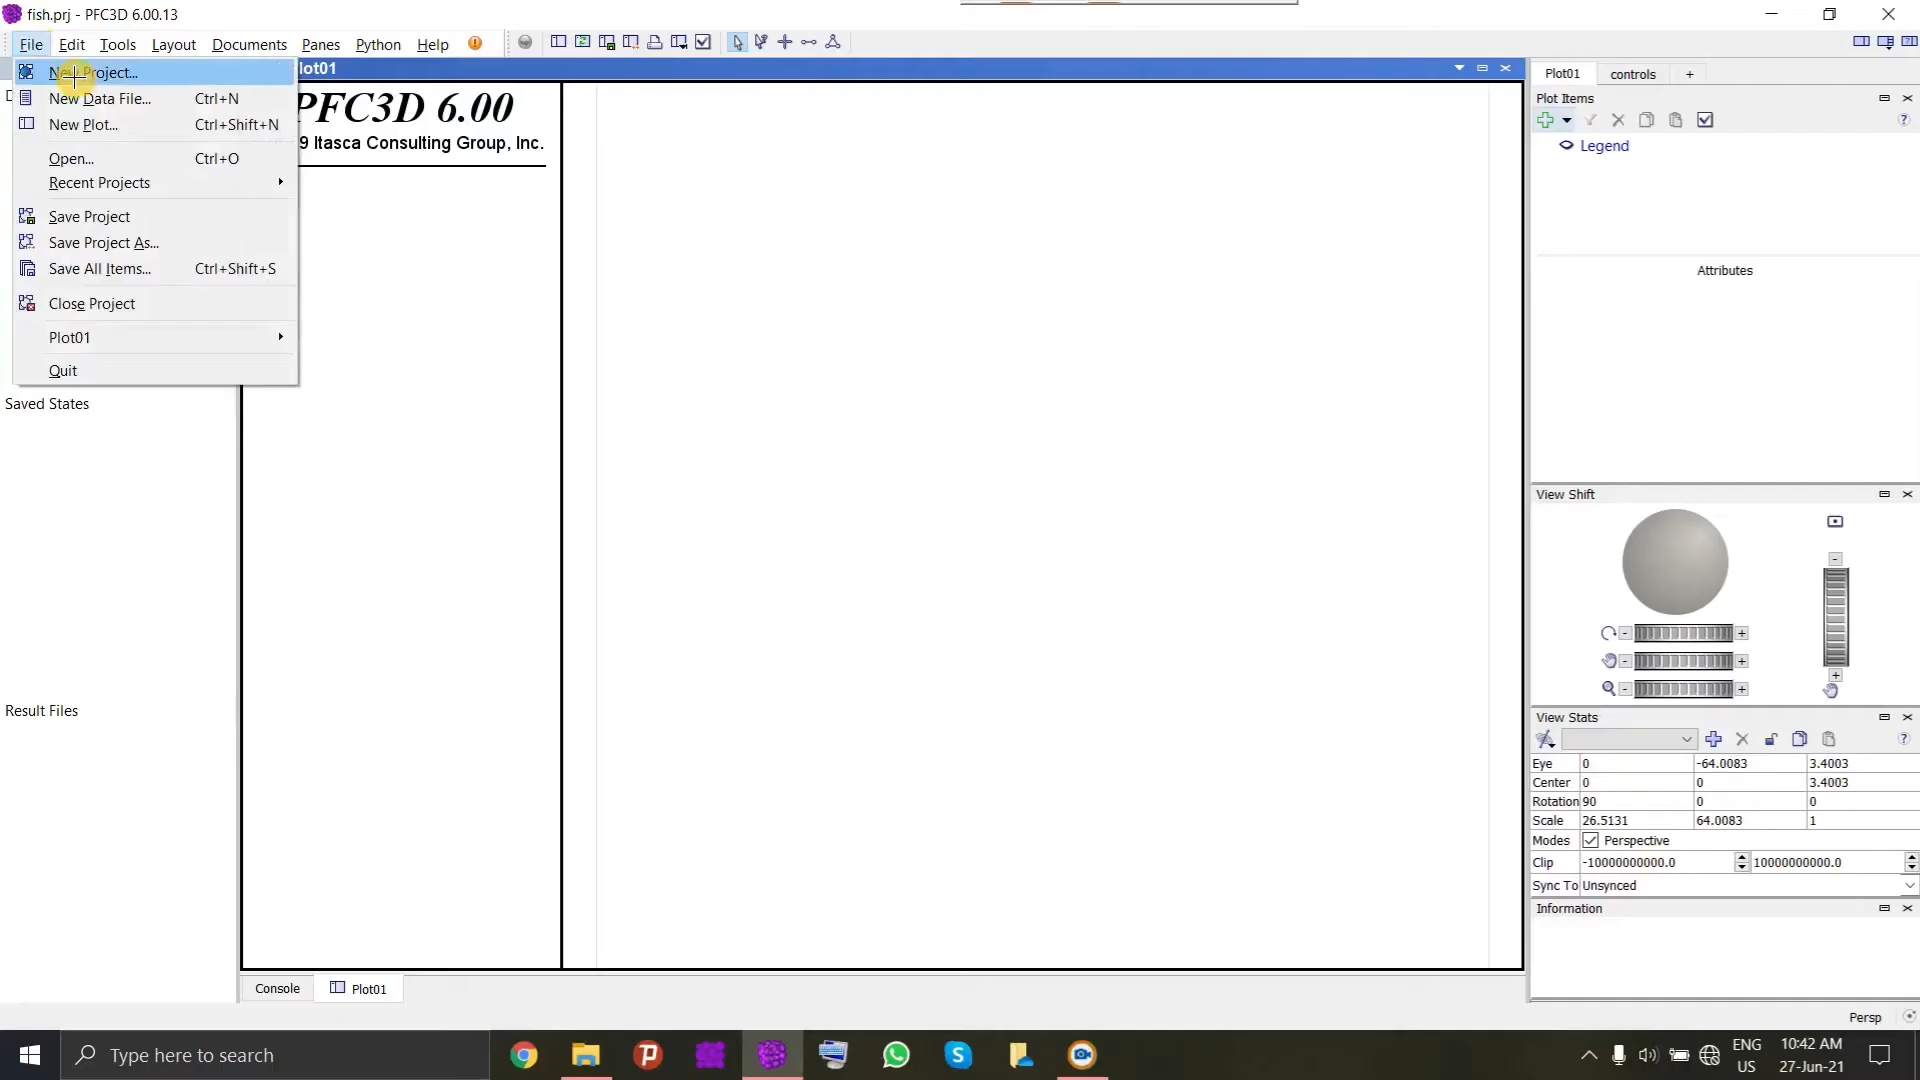 fish.prj - PFC3D 6.00.13
File Edit Tools Layout Documents Panes Python Help
New Project...
New Data File... Ctrl+N
New Plot... Ctrl+Shift+N
Open... Ctrl+O
Recent Projects
Save Project
Save Project As...
Save All Items... Ctrl+Shift+S
Close Project
Plot01
Quit
Saved States
Result Files
lot01
PFC3D 6.00
9 Itasca Consulting Group, Inc.
Console Plot01
Plot01 controls +
Plot Items
Legend
Attributes
View Shift
View Stats
Eye 0 -64.0083 3.4003
Center 0 0 3.4003
Rotation 90 0 0
Scale 26.5131 64.0083 1
Modes Perspective
Clip -10000000000.0 10000000000.0
Sync To Unsynced
Information
Persp
Type here to search
ENG
US
10:42 AM
27-Jun-21